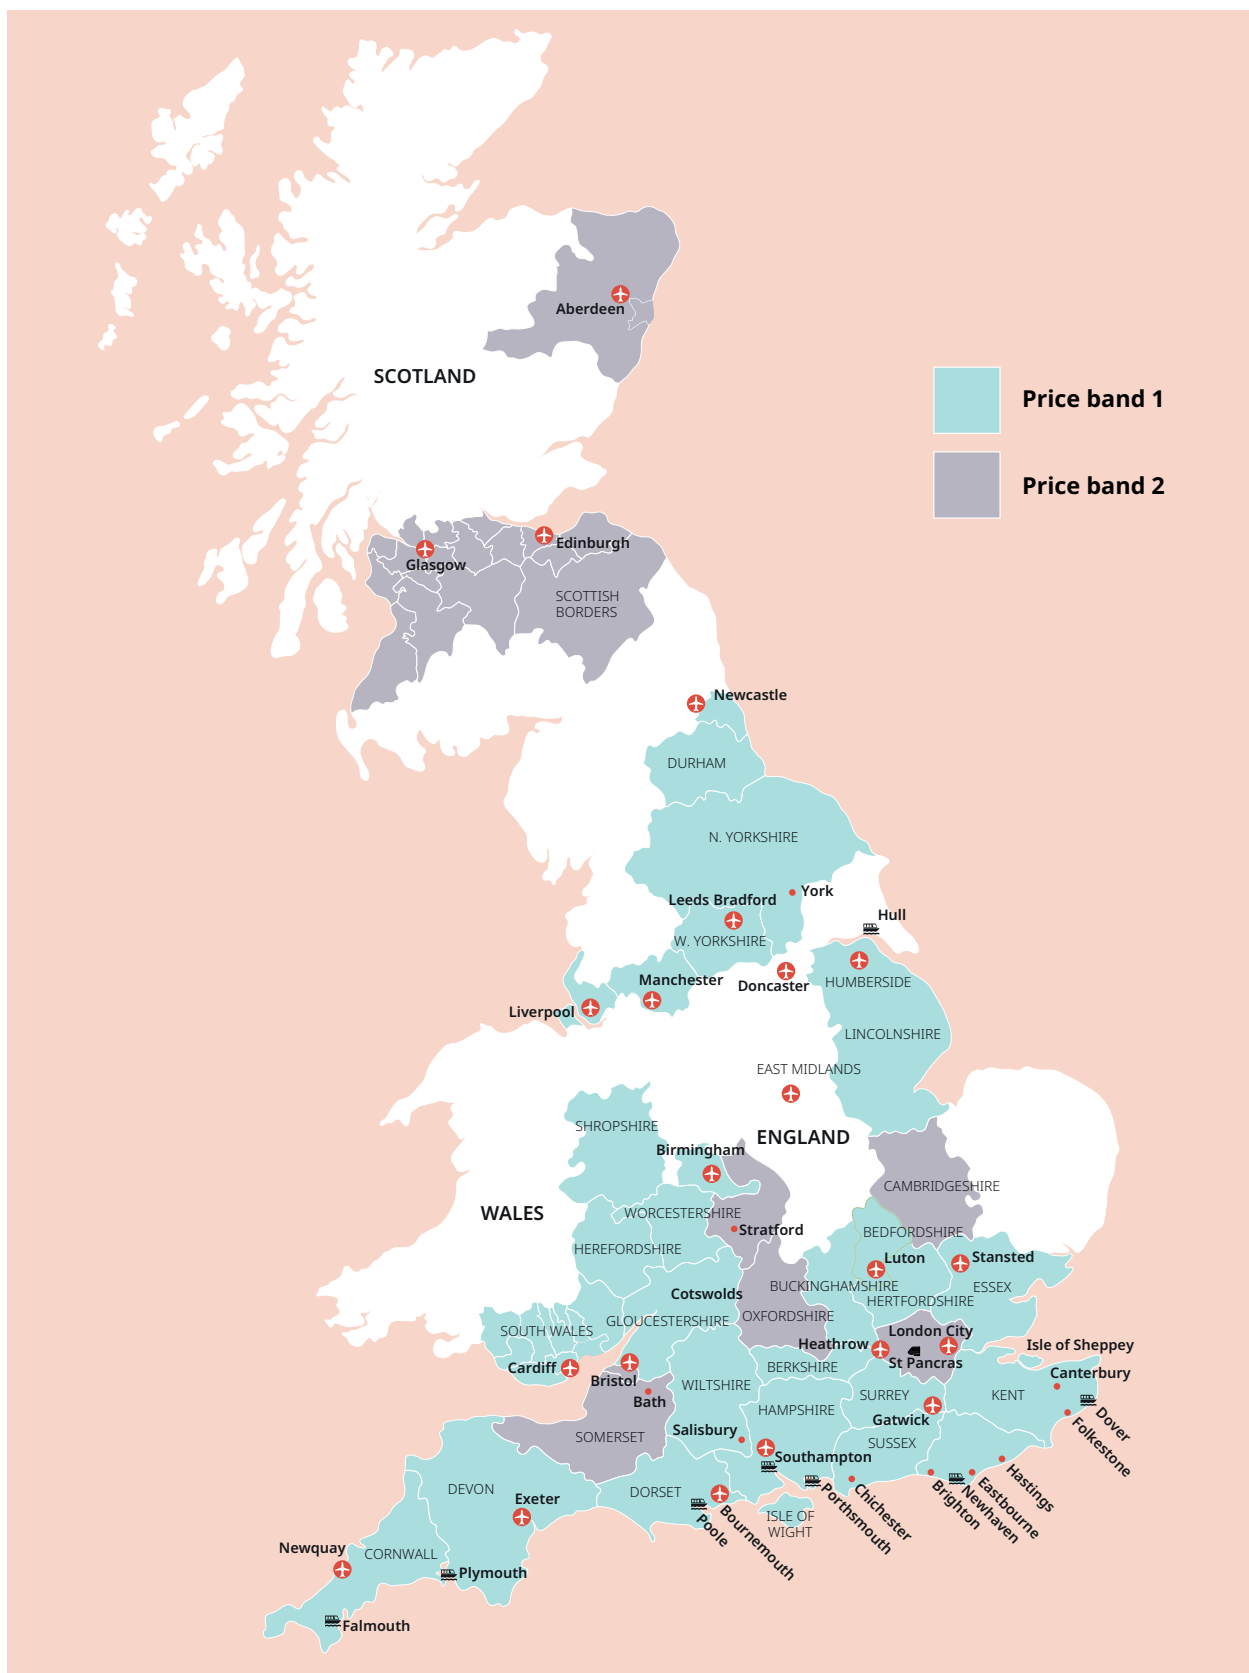 Aberdeen
SCOTLAND
Price band 1
Price band 2
Edinburgh
Glasgow
SCOTTISH
BORDERS
Newcastle
DURHAM
N. YORKSHIRE
York
Leeds Bradford
Hull
W. YORKSHIRE
Manchester
Doncaster
HUMBERSIDE
Liverpool
LINCOLNSHIRE
EAST MIDLANDS
SHROPSHIRE
ENGLAND
Birmingham
CAMBRIDGESHIRE
WALES
WORCESTERSHIRE
Stratford
BEDFORDSHIRE
HEREFORDSHIRE
Luton
Stansted
BUCKINGHAMSHIRE
ESSEX
Cotswolds
HERTFORDSHIRE
OXFORDSHIRE
GLOUCESTERSHIRE
SOUTH WALES
London City
Heathrow
Isle of Sheppey
St Pancras
Cardiff
BERKSHIRE
Canterbury
Bristol
WILTSHIRE
SURREY
KENT
Bath
HAMPSHIRE
Gatwick
Dover
Folkestone
Salisbury
SOMERSET
SUSSEX
Southampton
Hastings
Eastbourne
Newhaven
Brighton
Chichester
Porthsmouth
DEVON
DORSET
Exeter
ISLE OF
WIGHT
Bournemouth
Poole
Newquay
CORNWALL
Plymouth
Falmouth